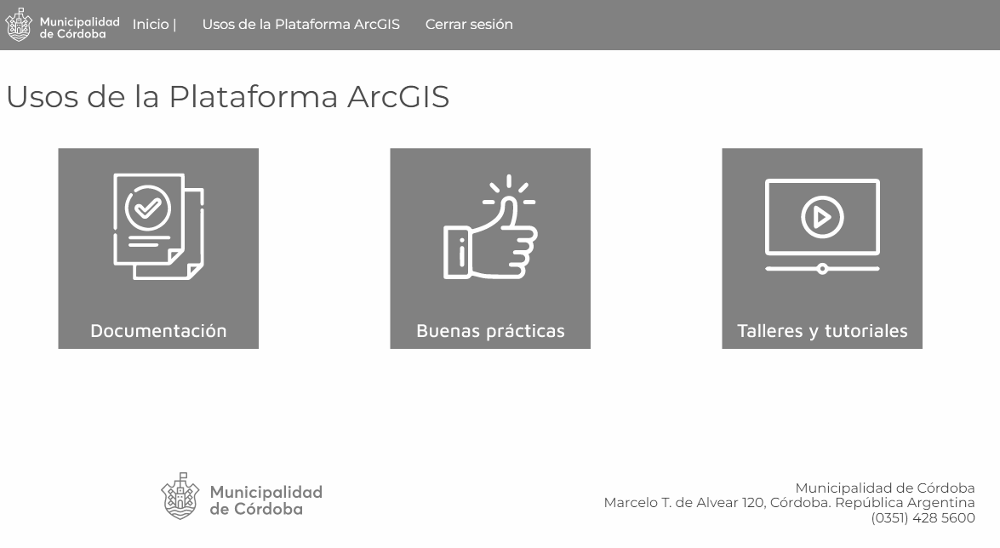 Municipalidad
de Córdoba
Inicio |
Usos de la Plataforma ArcGIS
Cerrar sesión
Usos de la Plataforma ArcGIS
Documentación
Buenas prácticas
Talleres y tutoriales
Municipalidad
de Córdoba
Municipalidad de Córdoba
Marcelo T. de Alvear 120, Córdoba. República Argentina
(0351) 428 5600